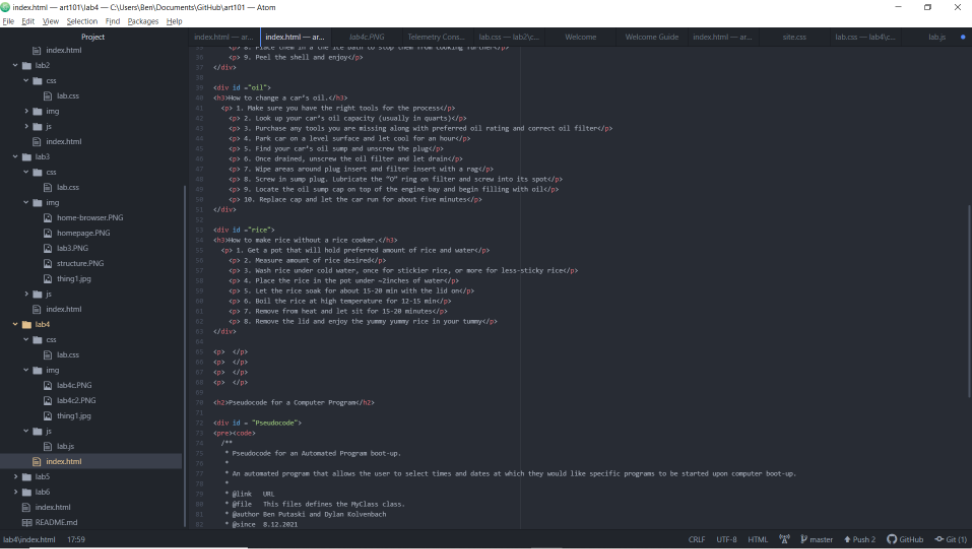 index.html — art101\lab4 — C:\Users\Ben\Documents\GitHub\art101 — Atom
File Edit View Selection Find Packages Help
Project
index.html
lab2
css
lab.css
img
js
index.html
lab3
css
lab.css
img
home-browser.PNG
homepage.PNG
lab3.PNG
structure.PNG
thing1.jpg
js
index.html
lab4
css
lab.css
img
lab4c.PNG
lab4c2.PNG
thing1.jpg
js
lab.js
index.html
lab5
lab6
index.html
README.md
index.html — ar... index.html — ar... lab4c.PNG Telemetry Cons... lab.css — lab2\c... Welcome Welcome Guide index.html — ar... site.css lab.css — lab4\c... lab.js
35 <p> 8. Place them in a the ice bath to stop them from cooking further</p>
36 <p> 9. Peel the shell and enjoy</p>
37 </div>
38
39 <div id ="oil">
40 <h3>How to change a car's oil.</h3>
41 <p> 1. Make sure you have the right tools for the process</p>
42 <p> 2. Look up your car's oil capacity (usually in quarts)</p>
43 <p> 3. Purchase any tools you are missing along with preferred oil rating and correct oil filter</p>
44 <p> 4. Park car on a level surface and let cool for an hour</p>
45 <p> 5. Find your car's oil sump and unscrew the plug</p>
46 <p> 6. Once drained, unscrew the oil filter and let drain</p>
47 <p> 7. Wipe areas around plug insert and filter insert with a rag</p>
48 <p> 8. Screw in sump plug. Lubricate the "O" ring on filter and screw into its spot</p>
49 <p> 9. Locate the oil sump cap on top of the engine bay and begin filling with oil</p>
50 <p> 10. Replace cap and let the car run for about five minutes</p>
51 </div>
52
53 <div id ="rice">
54 <h3>How to make rice without a rice cooker.</h3>
55 <p> 1. Get a pot that will hold preferred amount of rice and water</p>
56 <p> 2. Measure amount of rice desired</p>
57 <p> 3. Wash rice under cold water, once for stickier rice, or more for less-sticky rice</p>
58 <p> 4. Place the rice in the pot under ~2inches of water</p>
59 <p> 5. Let the rice soak for about 15-20 min with the lid on</p>
60 <p> 6. Boil the rice at high temperature for 12-15 min</p>
61 <p> 7. Remove from heat and let sit for 15-20 minutes</p>
62 <p> 8. Remove the lid and enjoy the yummy yummy rice in your tummy</p>
63 </div>
64
65 <p> </p>
66 <p> </p>
67 <p> </p>
68 <p> </p>
69
70 <h2>Pseudocode for a Computer Program</h2>
71
72 <div id = "Pseudocode">
73 <pre><code>
74 /**
75 * Pseudocode for an Automated Program boot-up.
76 *
77 * An automated program that allows the user to select times and dates at which they would like specific programs to be started upon computer boot-up.
78 *
79 * @link URL
80 * @file This files defines the MyClass class.
81 * @author Ben Putaski and Dylan Kolvenbach
82 * @since 8.12.2021
lab4\index.html 17:59 CRLF UTF-8 HTML master Push 2 GitHub Git (1)